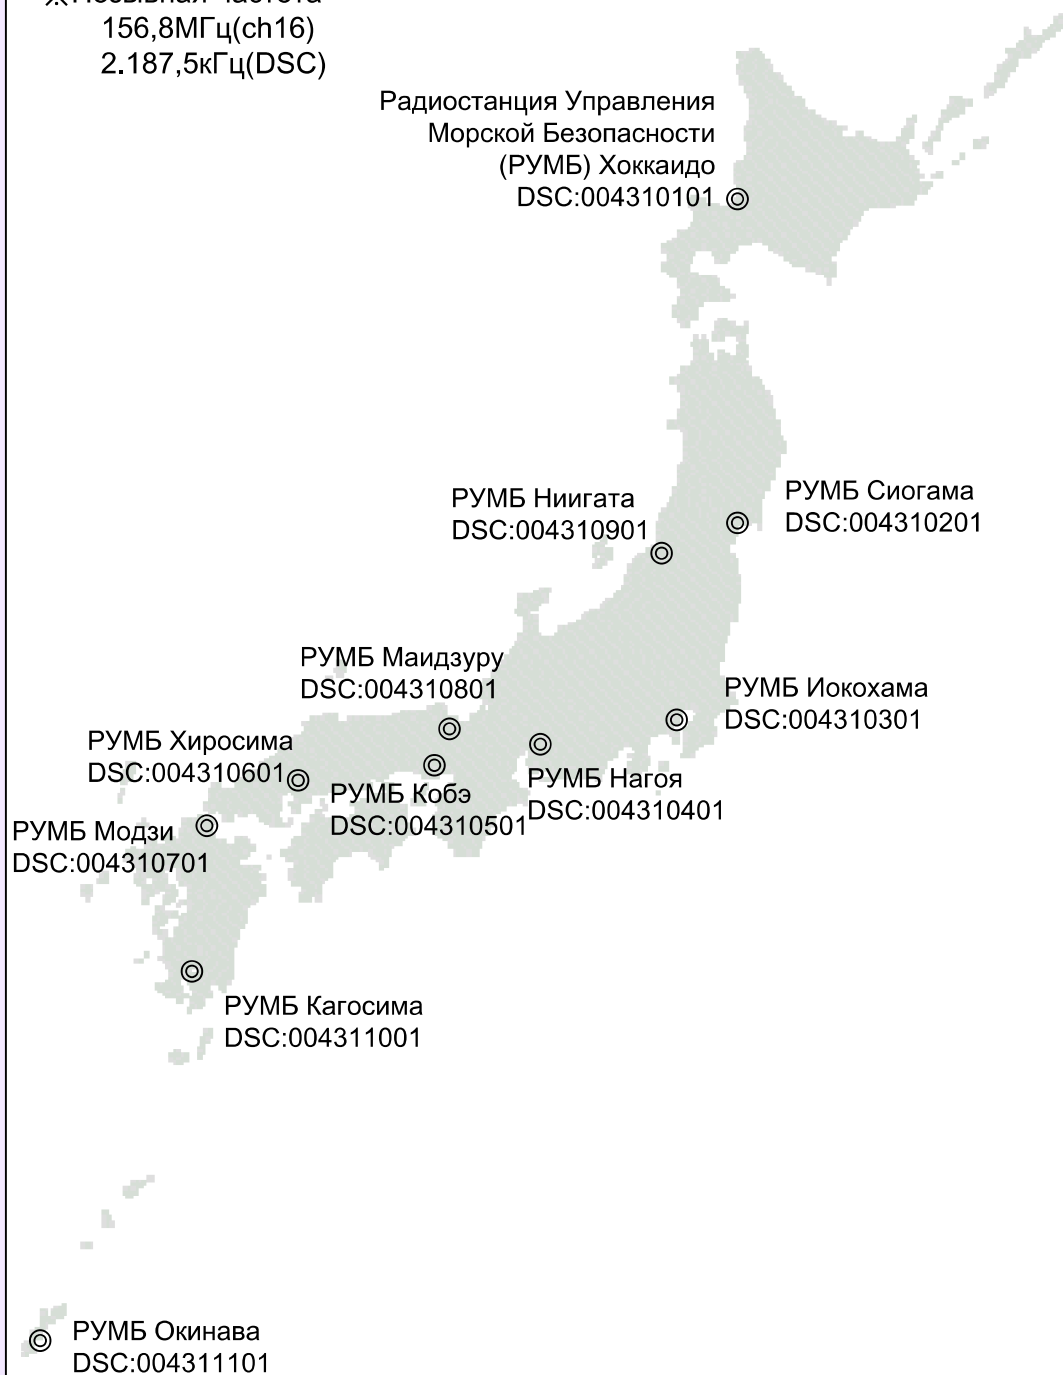 156,8МГц(ch16)
2.187,5кГц(DSC)
Радиостанция Управления
Морской Безопасности
(РУМБ) Хоккаидо
DSC:004310101
РУМБ Ниигата
DSC:004310901
РУМБ Сиогама
DSC:004310201
РУМБ Маидзуру
DSC:004310801
РУМБ Иокохама
DSC:004310301
РУМБ Хиросима
DSC:004310601
РУМБ Кобэ
DSC:004310501
РУМБ Нагоя
DSC:004310401
РУМБ Модзи
DSC:004310701
РУМБ Кагосима
DSC:004311001
РУМБ Окинава
DSC:004311101